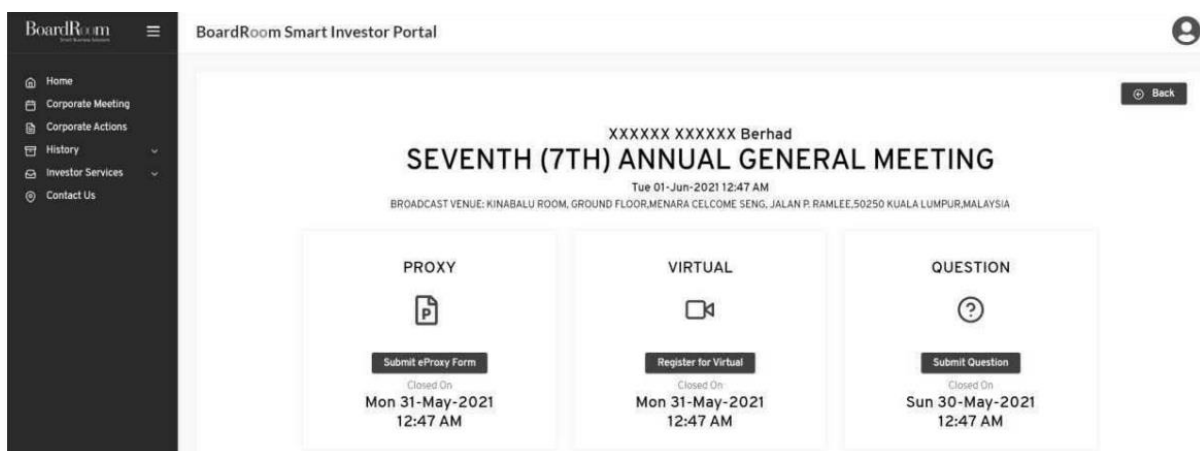 BoardRoom
Smart Business Solutions
BoardRoom Smart Investor Portal
Home
Corporate Meeting
Corporate Actions
History
Investor Services
Contact Us
Back
XXXXXX XXXXXX Berhad
SEVENTH (7TH) ANNUAL GENERAL MEETING
Tue 01-Jun-2021 12:47 AM
BROADCAST VENUE: KINABALU ROOM, GROUND FLOOR,MENARA CELCOME SENG, JALAN P. RAMLEE,50250 KUALA LUMPUR,MALAYSIA
PROXY
P
Submit eProxy Form
Closed On
Mon 31-May-2021
12:47 AM
VIRTUAL
Register for Virtual
Closed On
Mon 31-May-2021
12:47 AM
QUESTION
?
Submit Question
Closed On
Sun 30-May-2021
12:47 AM